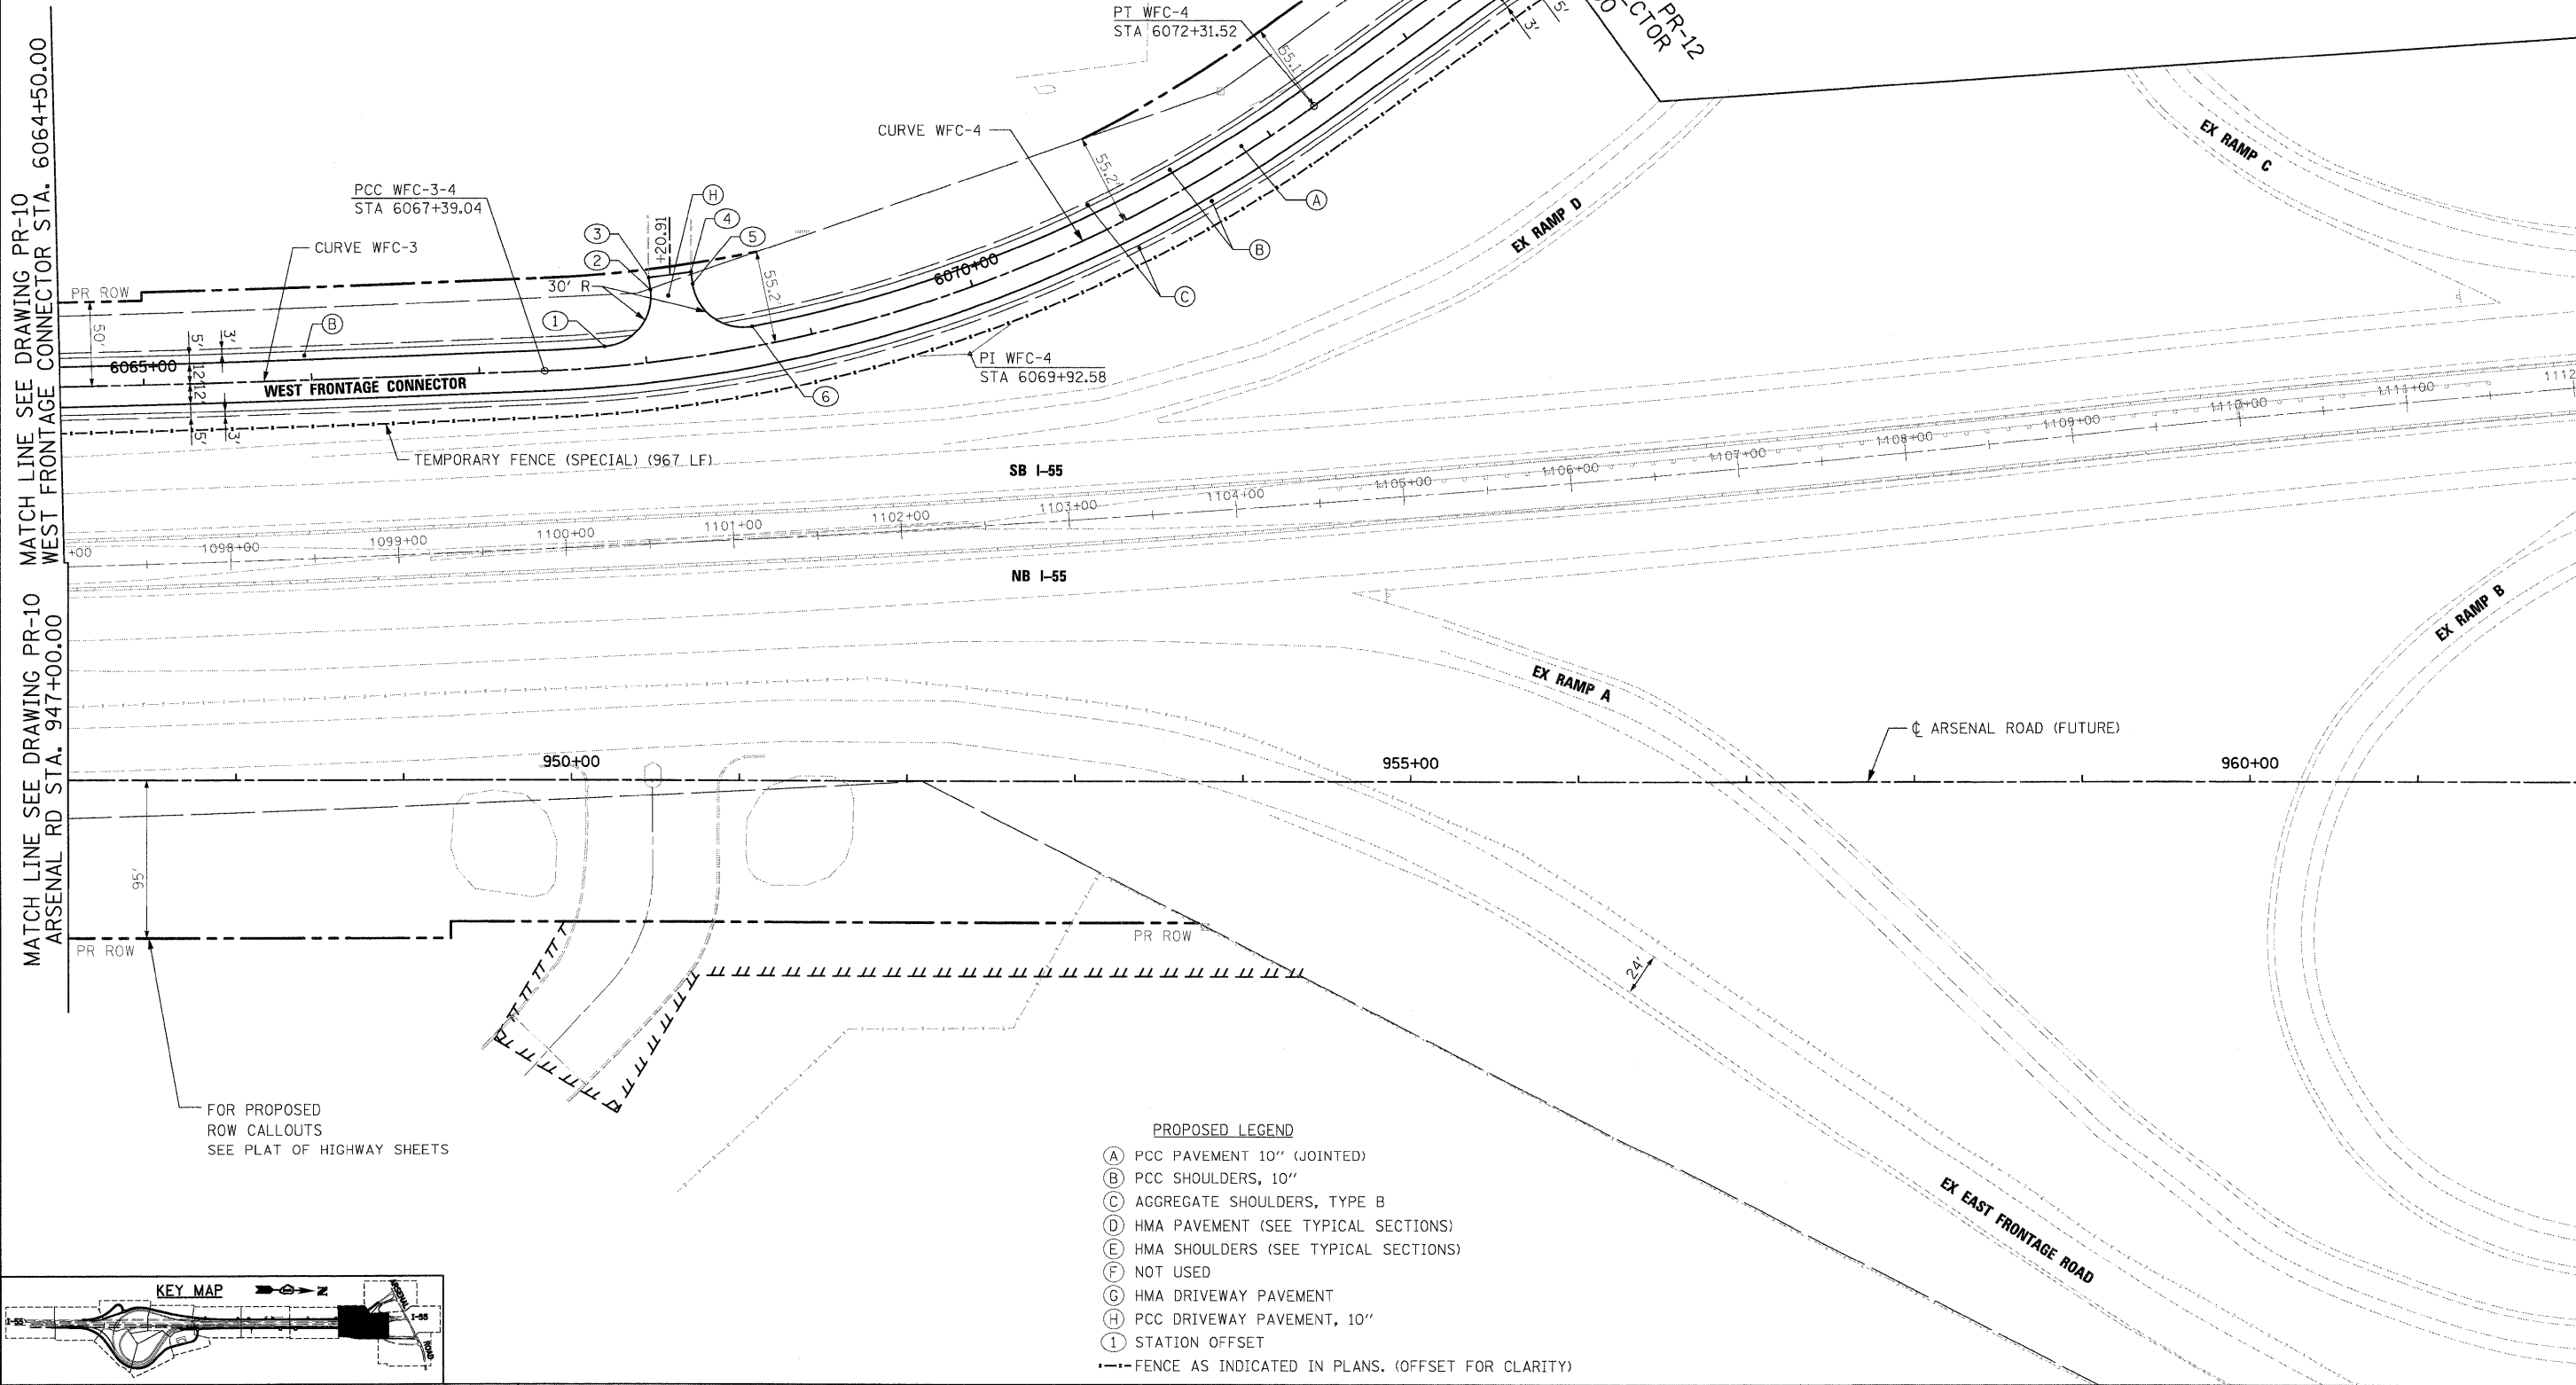 MATCH LINE SEE DRAWING PR-10
WEST FRONTAGE CONNECTOR STA. 6064+50.00
MATCH LINE SEE DRAWING PR-10
ARSENAL RD STA. 947+00.00
PT WFC-4
STA 6072+31.52
55.1'
3'
5'
PR-12
CURVE WFC-4
55.2'
PCC WFC-3-4
STA 6067+39.04
CURVE WFC-3
H
4
3
5
2
+20.91
30' R
1
55.2'
6070+00
A
B
C
PR ROW
50'
B
5'
3'
6065+00
12'
12'
WEST FRONTAGE CONNECTOR
5'
3'
PI WFC-4
STA 6069+92.58
6
TEMPORARY FENCE (SPECIAL) (967 LF)
EX RAMP D
EX RAMP C
SB I-55
+00
1098+00
1099+00
1100+00
1101+00
1102+00
1103+00
1104+00
1105+00
1106+00
1107+00
1108+00
1109+00
1110+00
1111+00
1112
NB I-55
EX RAMP A
EX RAMP B
℄ ARSENAL ROAD (FUTURE)
950+00
955+00
960+00
95'
PR ROW
PR ROW
24'
FOR PROPOSED
ROW CALLOUTS
SEE PLAT OF HIGHWAY SHEETS
EX EAST FRONTAGE ROAD
PROPOSED LEGEND
A PCC PAVEMENT 10" (JOINTED)
B PCC SHOULDERS, 10"
C AGGREGATE SHOULDERS, TYPE B
D HMA PAVEMENT (SEE TYPICAL SECTIONS)
E HMA SHOULDERS (SEE TYPICAL SECTIONS)
F NOT USED
G HMA DRIVEWAY PAVEMENT
H PCC DRIVEWAY PAVEMENT, 10"
1 STATION OFFSET
FENCE AS INDICATED IN PLANS. (OFFSET FOR CLARITY)
KEY MAP
N
I-55
I-55
ARSENAL
ROAD